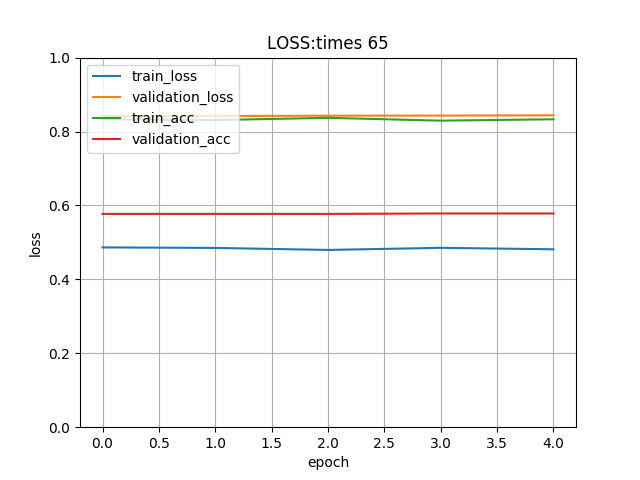 LOSS:times 65
1.0
0.8
0.6
0.4
0.2
0.0
loss
train_loss
validation_loss
train_acc
validation_acc
0.0 0.5 1.0 1.5 2.0 2.5 3.0 3.5 4.0
epoch